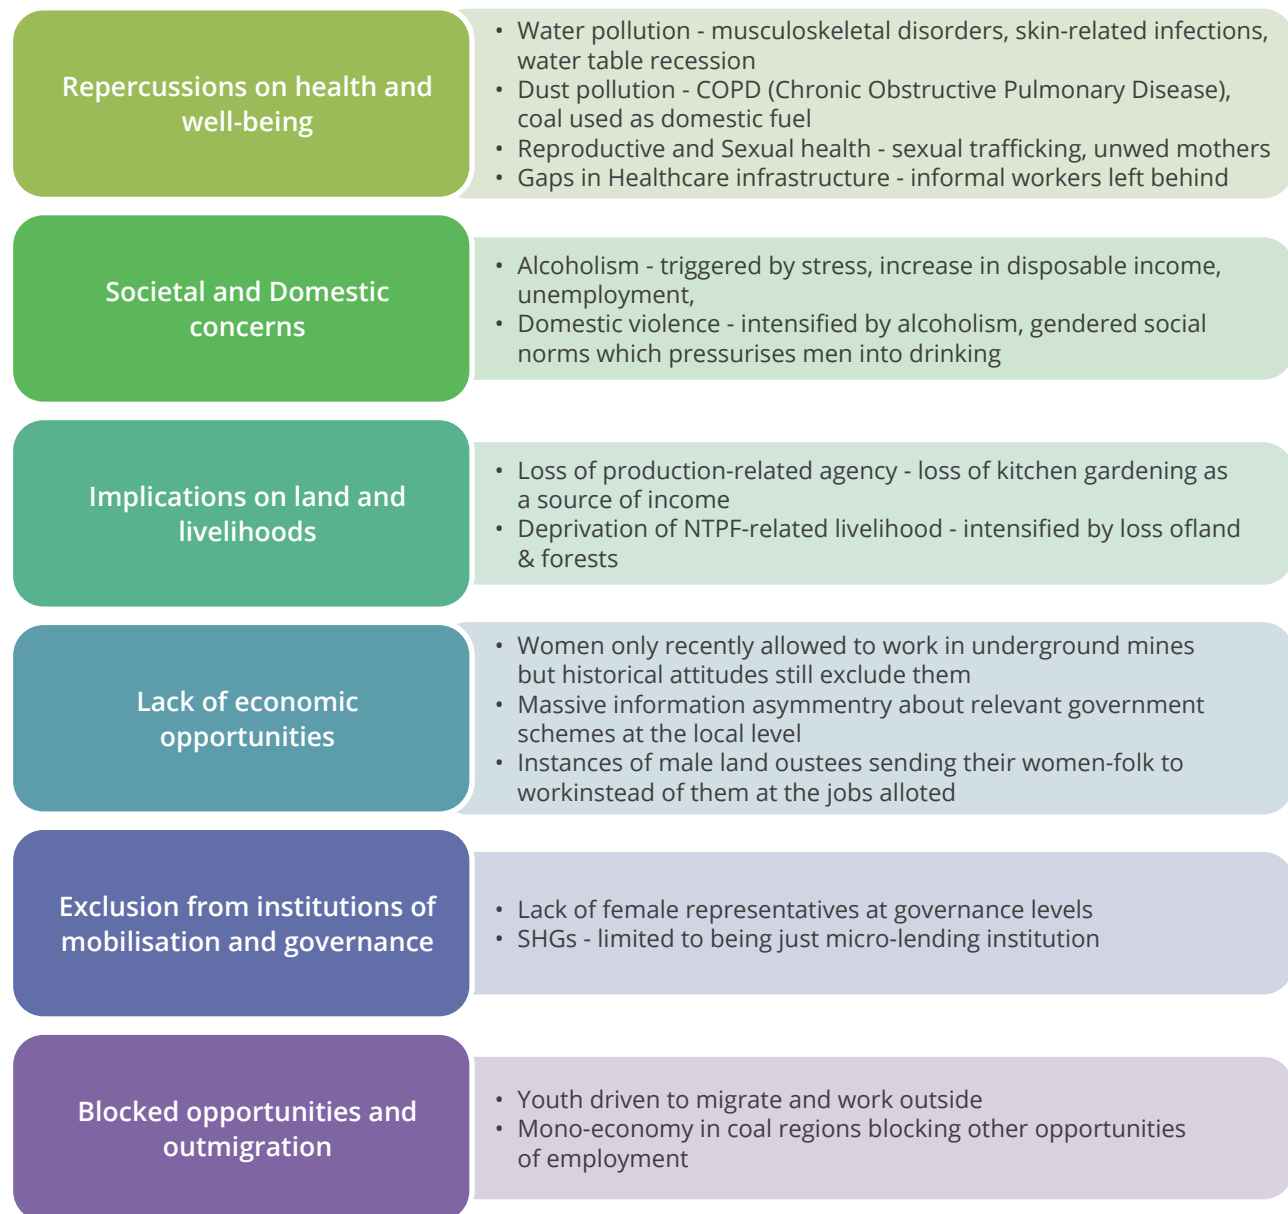 Repercussions on health and
well-being
• Water pollution - musculoskeletal disorders, skin-related infections,
water table recession
• Dust pollution - COPD (Chronic Obstructive Pulmonary Disease),
coal used as domestic fuel
• Reproductive and Sexual health - sexual trafficking, unwed mothers
• Gaps in Healthcare infrastructure - informal workers left behind
Societal and Domestic
concerns
• Alcoholism - triggered by stress, increase in disposable income,
unemployment,
• Domestic violence - intensified by alcoholism, gendered social
norms which pressurises men into drinking
Implications on land and
livelihoods
• Loss of production-related agency - loss of kitchen gardening as
a source of income
• Deprivation of NTPF-related livelihood - intensified by loss ofland
& forests
Lack of economic
opportunities
• Women only recently allowed to work in underground mines
but historical attitudes still exclude them
• Massive information asymmentry about relevant government
schemes at the local level
• Instances of male land oustees sending their women-folk to
workinstead of them at the jobs alloted
Exclusion from institutions of
mobilisation and governance
• Lack of female representatives at governance levels
• SHGs - limited to being just micro-lending institution
Blocked opportunities and
outmigration
• Youth driven to migrate and work outside
• Mono-economy in coal regions blocking other opportunities
of employment